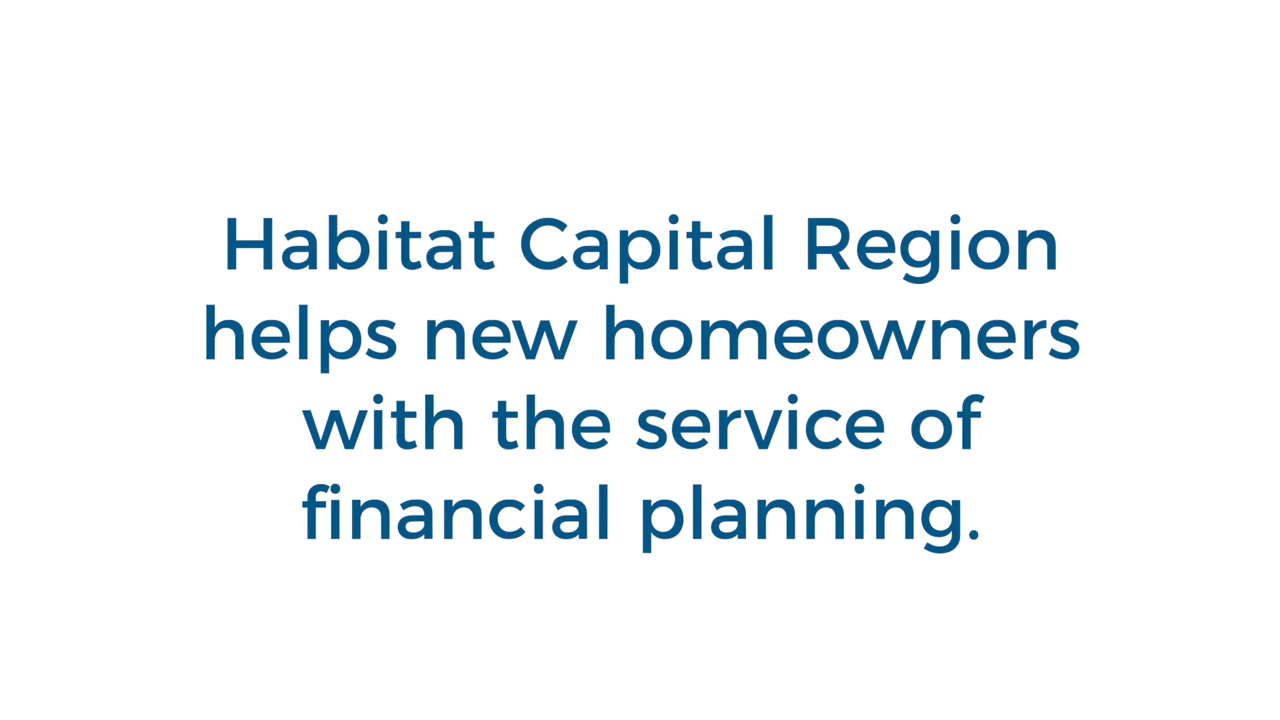 Habitat Capital Region
helps new homeowners
with the service of
financial planning.